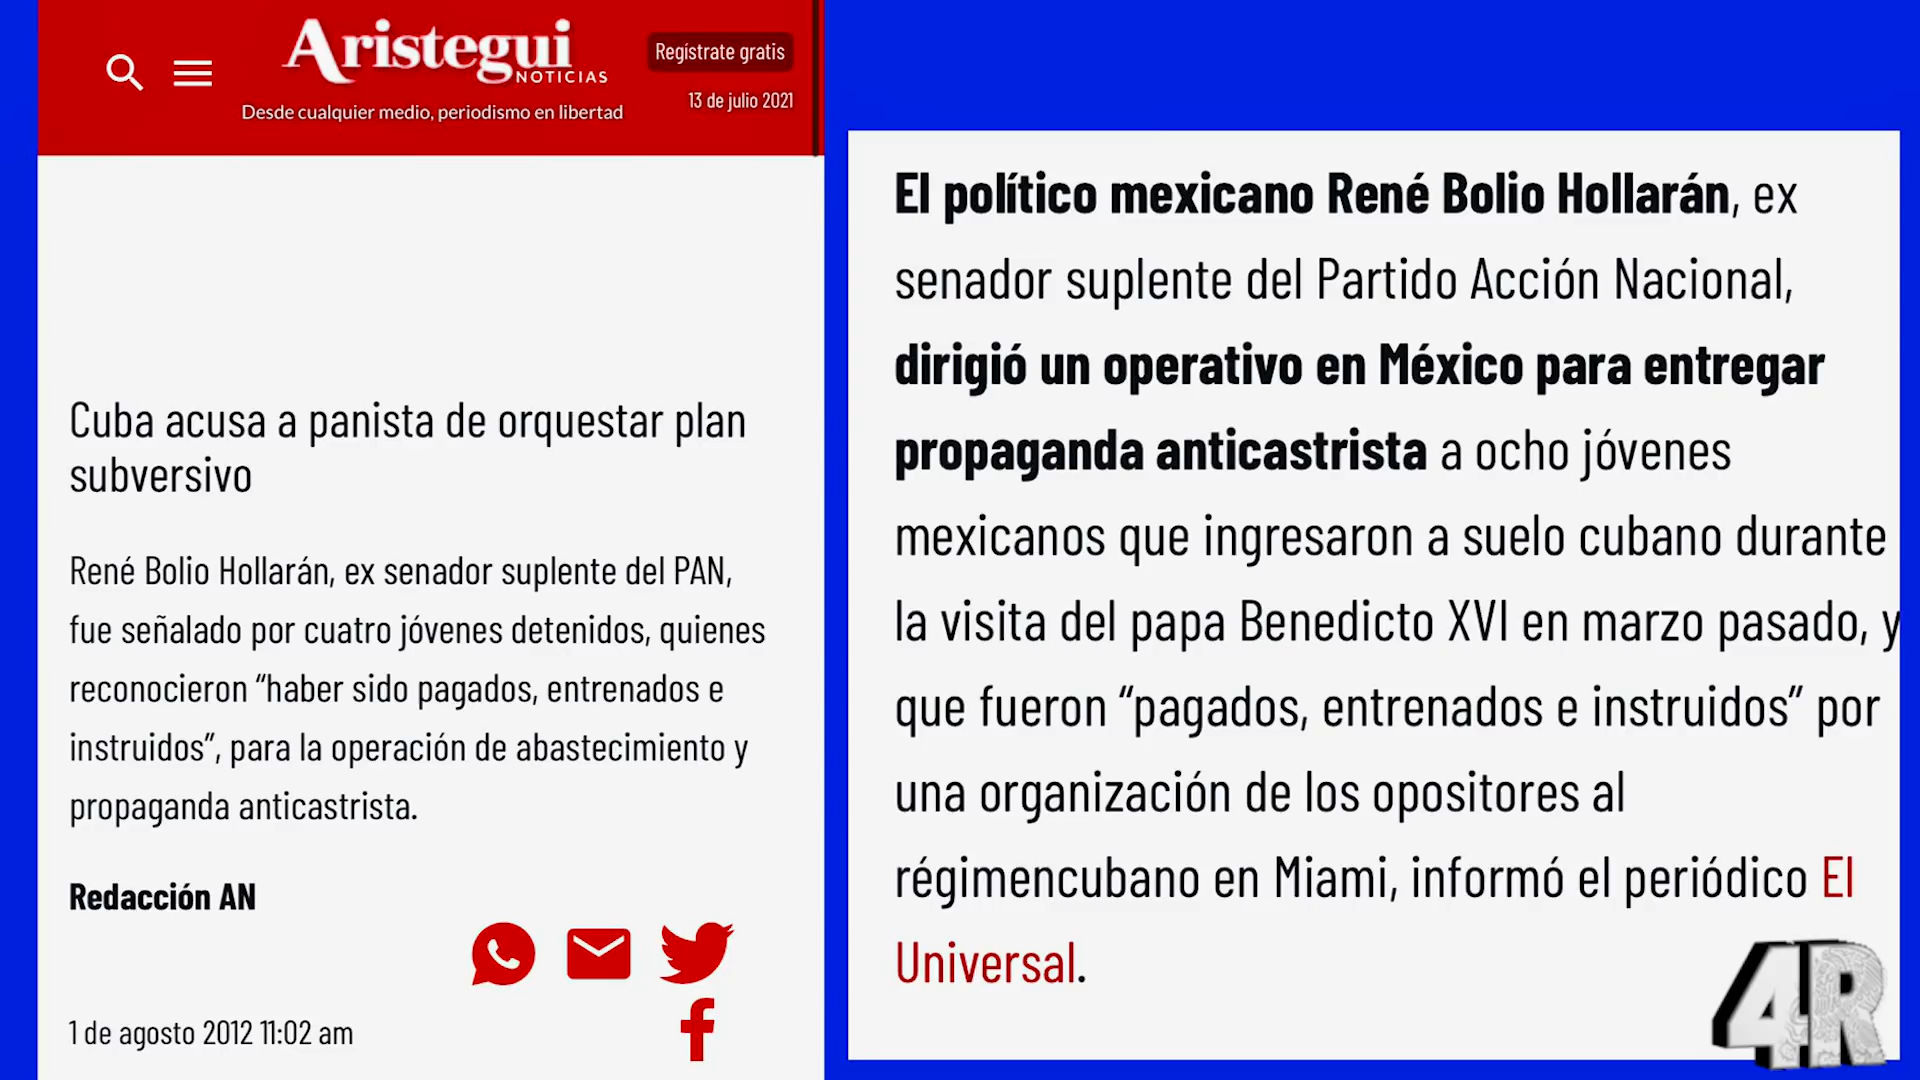 Aristegui
NOTICIAS
Desde cualquier medio, periodismo en libertad
Regístrate gratis
13 de julio 2021
Cuba acusa a panista de orquestar plan
subversivo
René Bolio Hollarán, ex senador suplente del PAN,
fue señalado por cuatro jóvenes detenidos, quienes
reconocieron “haber sido pagados, entrenados e
instruidos”, para la operación de abastecimiento y
propaganda anticastrista.
Redacción AN
1 de agosto 2012 11:02 am
El político mexicano René Bolio Hollarán, ex
senador suplente del Partido Acción Nacional,
dirigió un operativo en México para entregar
propaganda anticastrista a ocho jóvenes
mexicanos que ingresaron a suelo cubano durante
la visita del papa Benedicto XVI en marzo pasado, y
que fueron “pagados, entrenados e instruidos” por
una organización de los opositores al
régimencubano en Miami, informó el periódico El
Universal.
4R